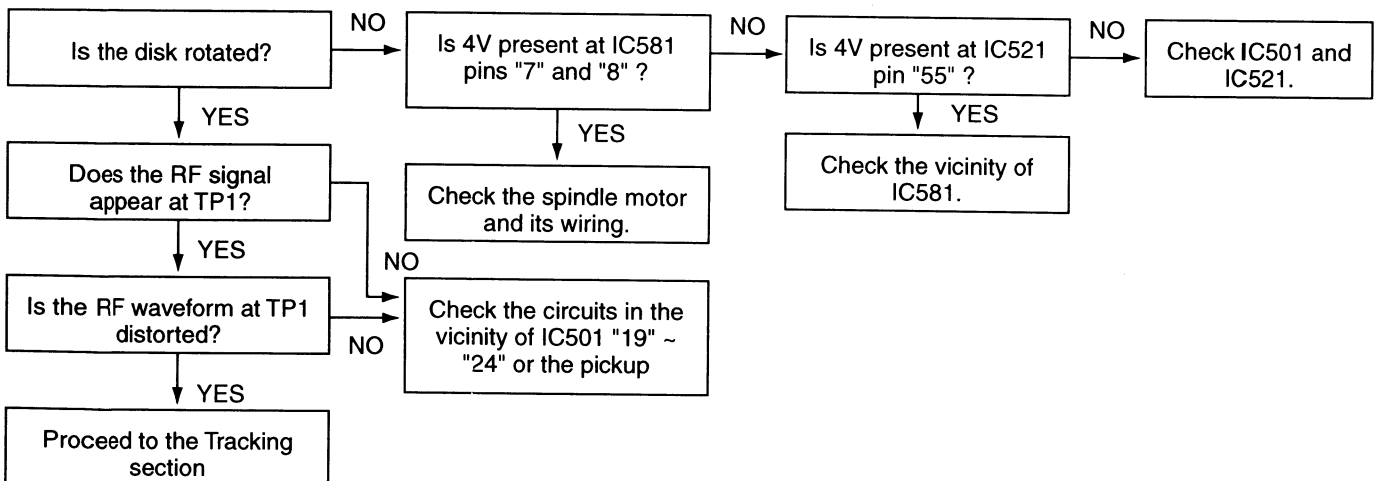 Is the disk rotated?
NO
Is 4V present at IC581
pins "7" and "8" ?
NO
Is 4V present at IC521
pin "55" ?
NO
Check IC501 and
IC521.
YES
YES
YES
Does the RF signal
appear at TP1?
Check the spindle motor
and its wiring.
Check the vicinity of
IC581.
YES
NO
Is the RF waveform at TP1
distorted?
NO
Check the circuits in the
vicinity of IC501 "19" ~
"24" or the pickup
YES
Proceed to the Tracking
section